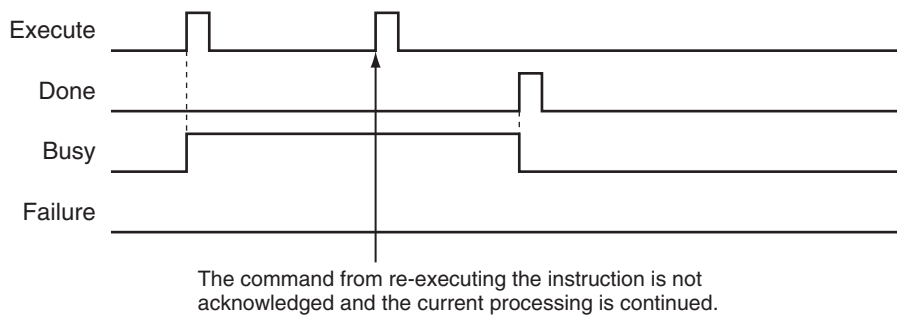 Execute
Done
Busy
Failure
The command from re-executing the instruction is not
acknowledged and the current processing is continued.